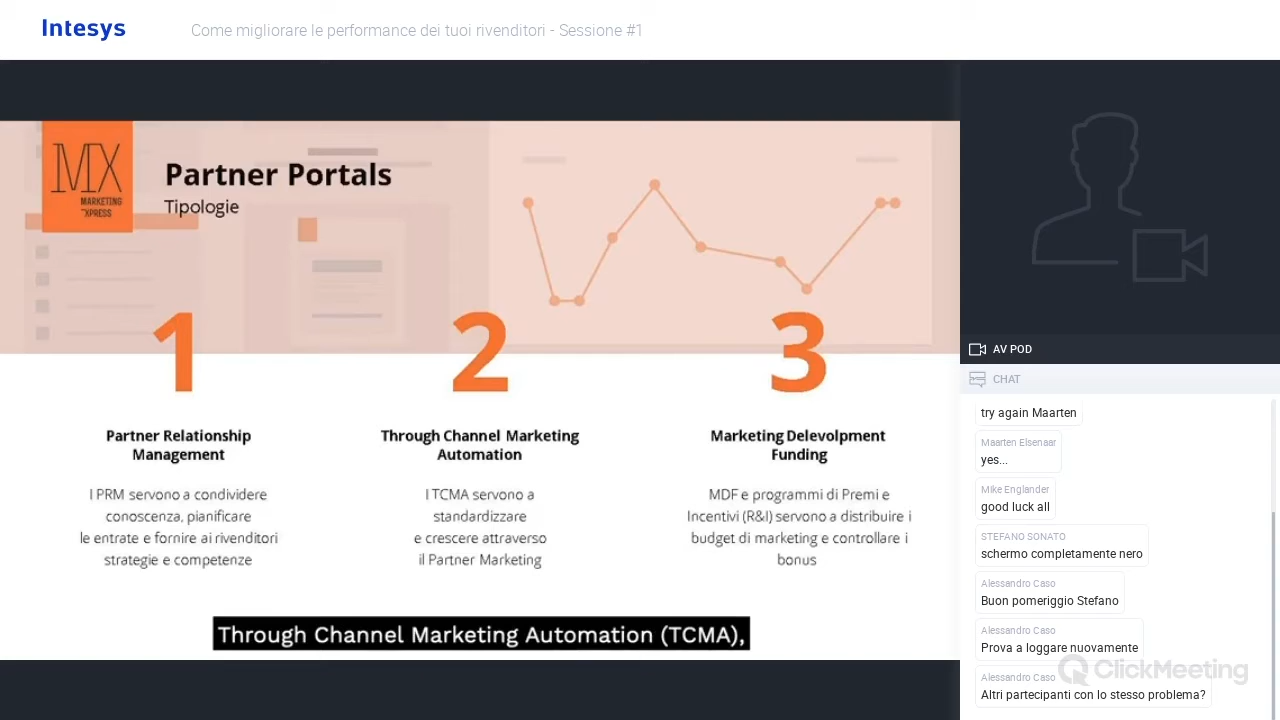 Intesys
Come migliorare le performance dei tuoi rivenditori - Sessione #1
MX
MARKETING
XPRESS
Partner Portals
Tipologie
1
2
3
Partner Relationship
Management
I PRM servono a condividere
conoscenza, pianificare
le entrate e fornire ai rivenditori
strategie e competenze
Through Channel Marketing
Automation
I TCMA servono a
standardizzare
e crescere attraverso
il Partner Marketing
Marketing Delevolpment
Funding
MDF e programmi di Premi e
Incentivi (R&I) servono a distribuire i
budget di marketing e controllare i
bonus
Through Channel Marketing Automation (TCMA),
AV POD
CHAT
try again Maarten
Maarten Elsenaar
yes...
Mike Englander
good luck all
STEFANO SONATO
schermo completamente nero
Alessandro Caso
Buon pomeriggio Stefano
Alessandro Caso
Prova a loggare nuovamente
Alessandro Caso
Altri partecipanti con lo stesso problema?
ClickMeeting